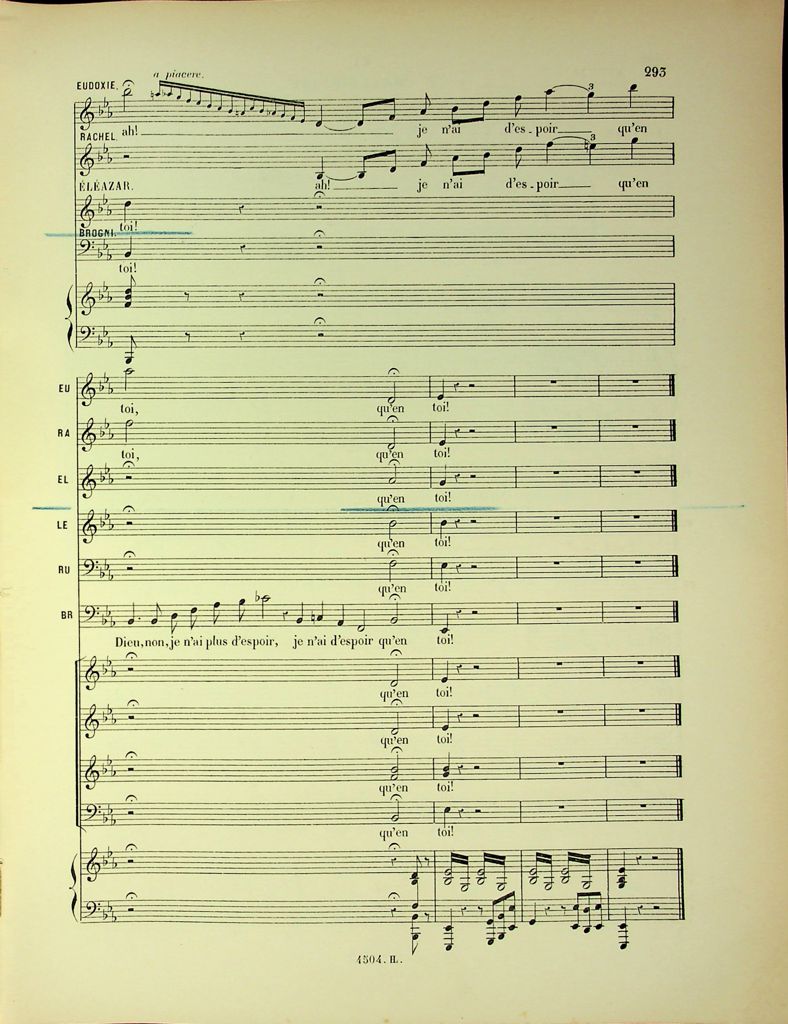 293
a piacere.
EUDOXIE.
ah! je n'ai d'es-poir qu'en
3
RACHEL.
ah! je n'ai d'es-poir qu'en
3
ÉLÉAZAR.
toi!
BROGNI.
toi!
EU
toi, qu'en toi!
RA
toi, qu'en toi!
EL
qu'en toi!
LE
qu'en toi!
RU
qu'en toi!
BR
Dieu, non, je n'ai plus d'espoir, je n'ai d'espoir qu'en toi!
qu'en toi!
qu'en toi!
qu'en toi!
qu'en toi!
4504. H.